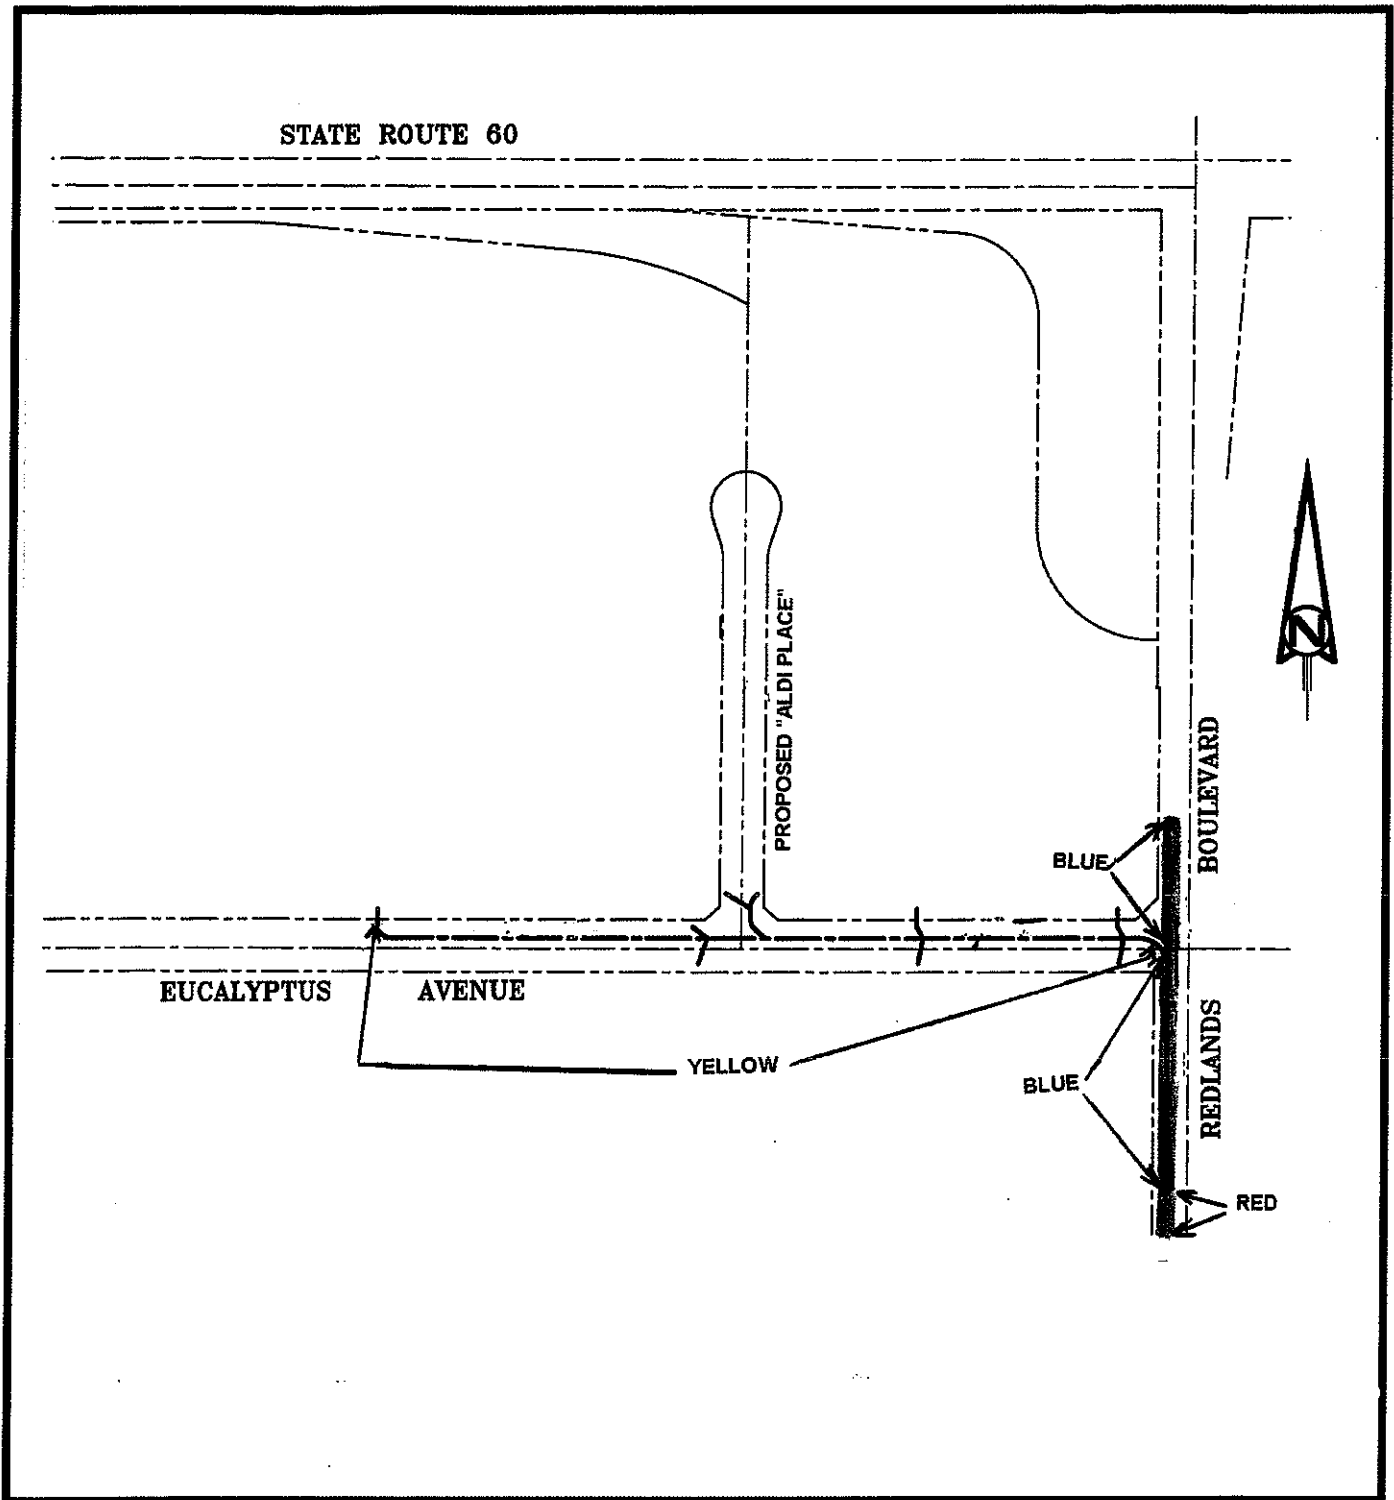 STATE ROUTE 60
PROPOSED "ALDI PLACE"
BOULEVARD
BLUE
EUCALYPTUS AVENUE
YELLOW
BLUE
REDLANDS
RED
N